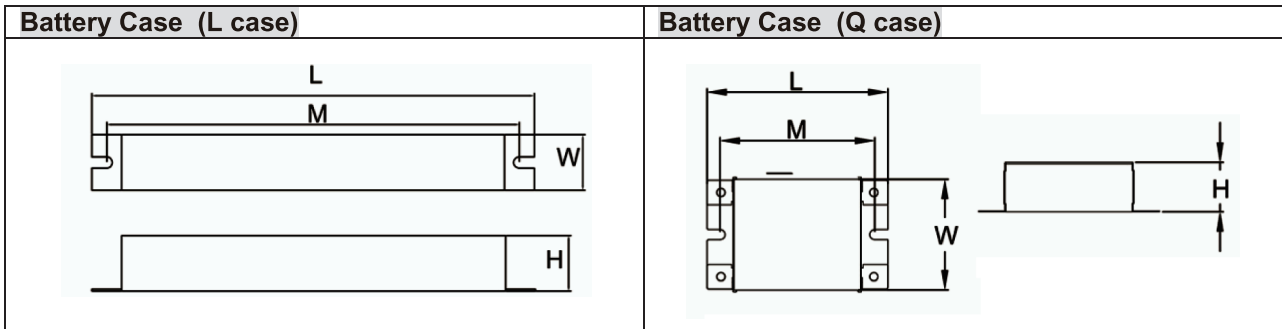 Battery Case (L case)
L
M
W
H
Battery Case (Q case)
L
M
W
H